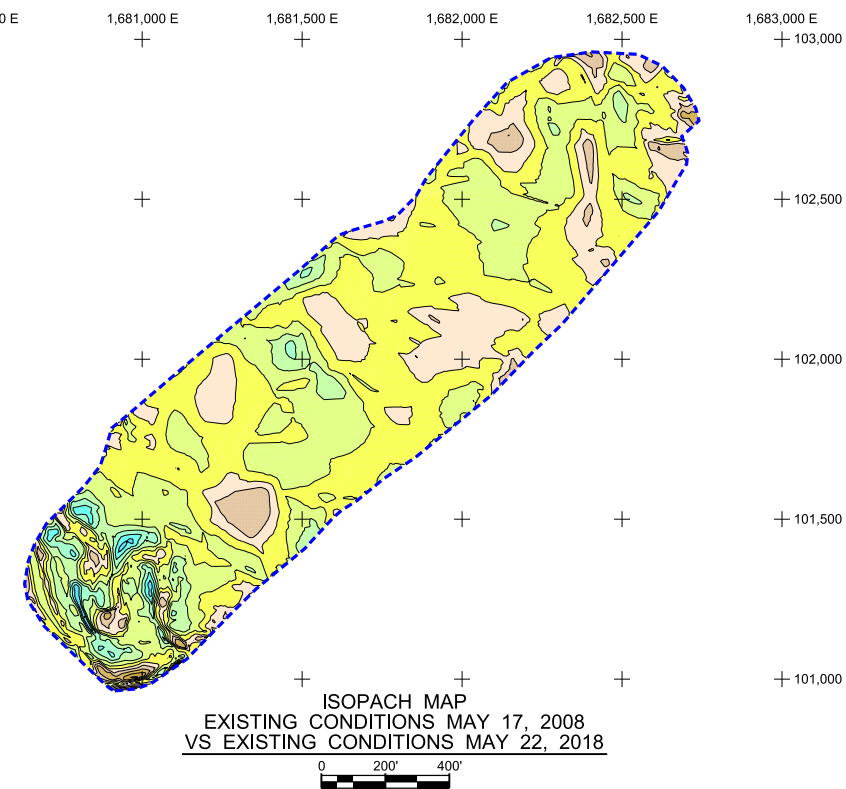 0 E 1,681,000 E 1,681,500 E 1,682,000 E 1,682,500 E 1,683,000 E
103,000
102,500
102,000
101,500
101,000
ISOPACH MAP
EXISTING CONDITIONS MAY 17, 2008
VS EXISTING CONDITIONS MAY 22, 2018
0 200' 400'